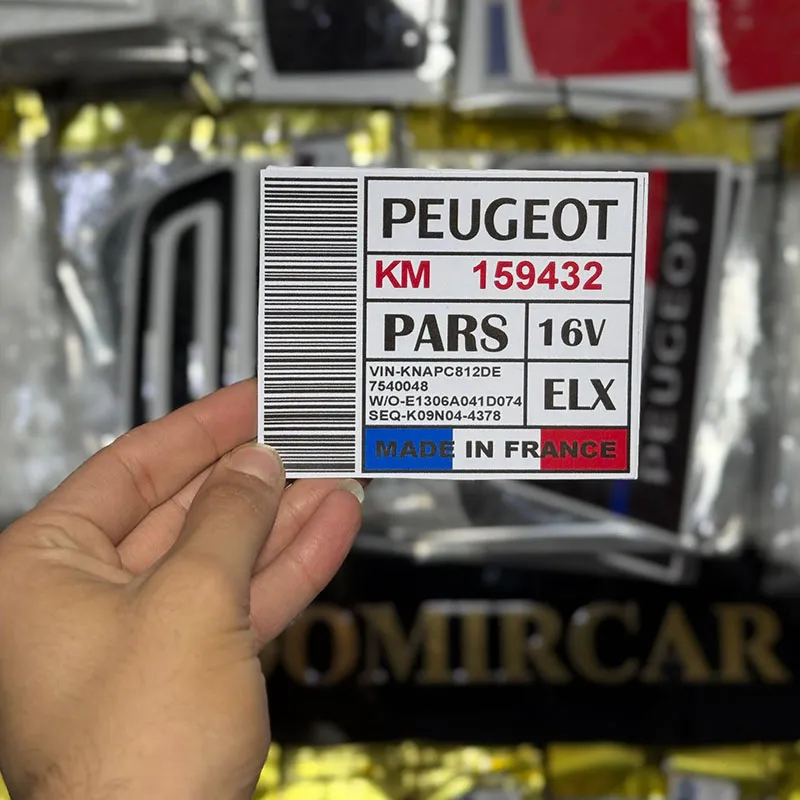 PEUGEOT
KM 159432
PARS 16V
VIN-KNAPC812DE
7540048
W/O-E1306A041D074
SEQ-K09N04-4378
ELX
MADE IN FRANCE
PEUGEOT
OMIRCAR